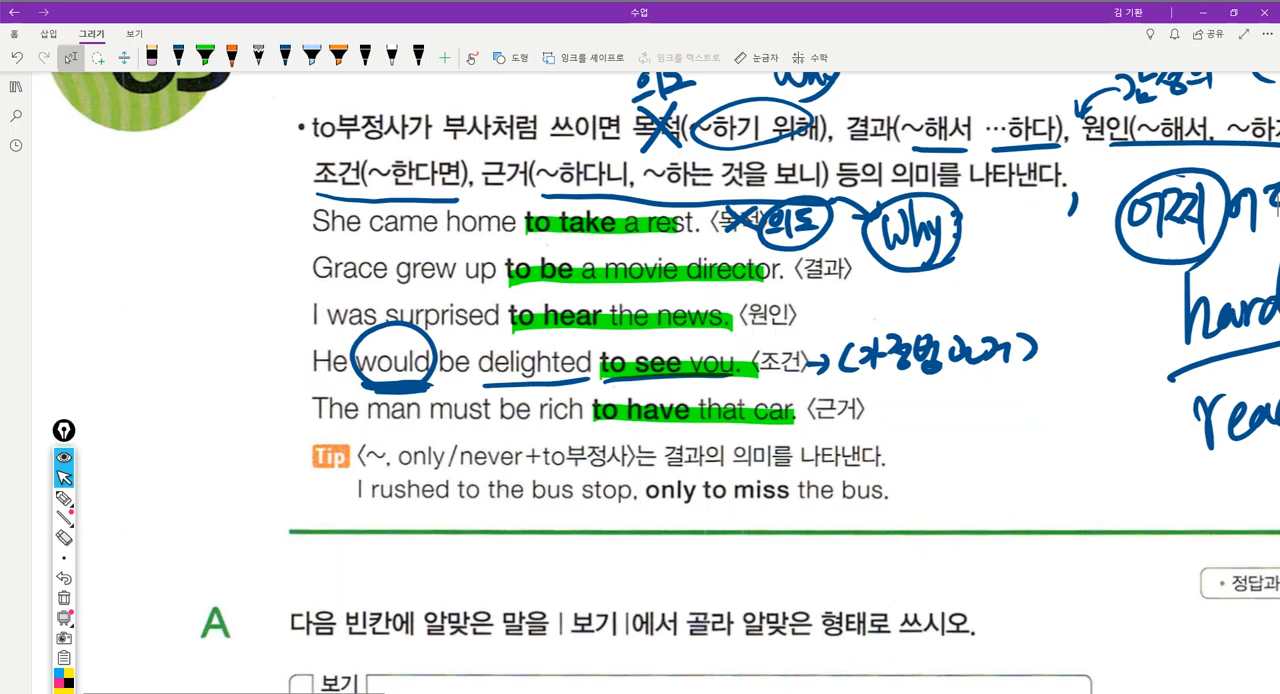 수업
김 기환
홈 삽입 그리기 보기
공유
도형 잉크를 셰이프로 잉크를 텍스트로 눈금자 수학
03
의도 Why 감정의
• to부정사가 부사처럼 쓰이면 목적(~하기 위해), 결과(~해서 …하다), 원인(~해서, ~하
조건(~한다면), 근거(~하다니, ~하는 것을 보니) 등의 의미를 나타낸다.
She came home to take a rest. 〈목적〉 의도 Why?
Grace grew up to be a movie director. 〈결과〉
I was surprised to hear the news. 〈원인〉
He would be delighted to see you. 〈조건〉
The man must be rich to have that car. 〈근거〉
Tip 〈~, only/never+to부정사〉는 결과의 의미를 나타낸다.
I rushed to the bus stop, only to miss the bus.
• 정답과
A 다음 빈칸에 알맞은 말을 | 보기 |에서 골라 알맞은 형태로 쓰시오.
보기